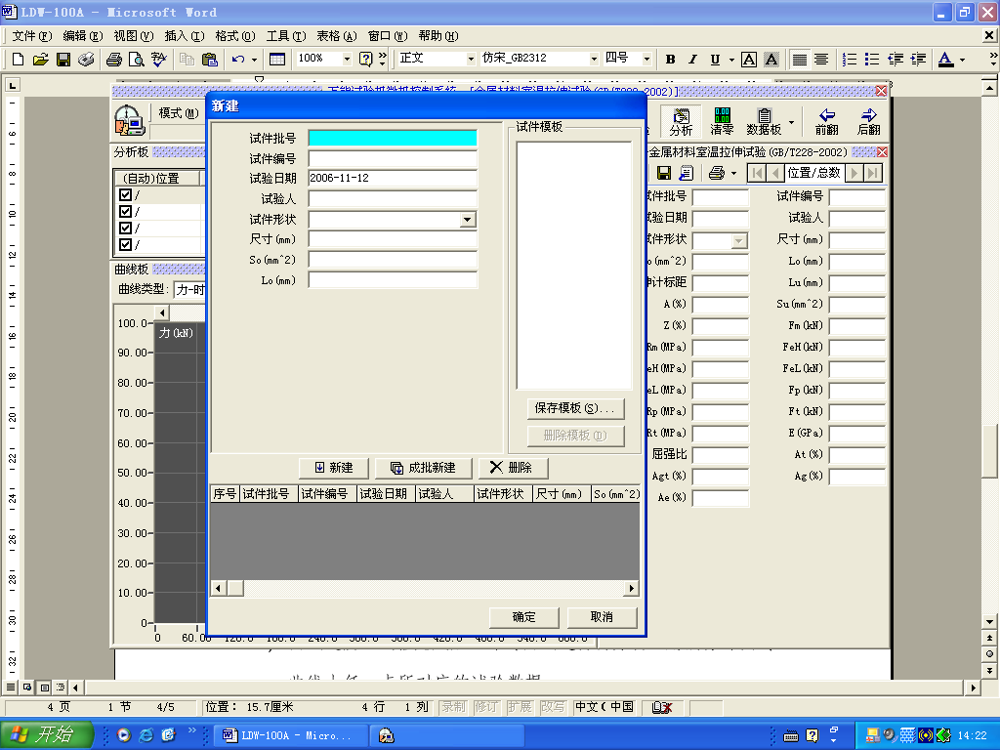 LDW-100A - Microsoft Word
文件(F) 编辑(E) 视图(V) 插入(I) 格式(O) 工具(T) 表格(A) 窗口(W) 帮助(H)
100% 正文 仿宋_GB2312 四号 B I U A A A
万能试验机微机控制系统 - [金属材料室温拉伸试验(GB/T228-2002)]
模式(M)
分析 清零 数据板 前翻 后翻
分析板
(自动)位置
/
/
/
/
曲线板
曲线类型: 力-时
力(kN)
100.0
90.00
80.00
70.00
60.00
50.00
40.00
30.00
20.00
10.00
0
0 60.00 120.0 180.0 240.0 300.0 360.0 420.0 480.0 540.0 600.0
新建
试件批号
试件编号
试验日期 2006-11-12
试验人
试件形状
尺寸(mm)
So(mm^2)
Lo(mm)
试件模板
保存模板(S)...
删除模板(D)
新建 成批新建 删除
序号 试件批号 试件编号 试验日期 试验人 试件形状 尺寸(mm) So(mm^2)
确定 取消
金属材料室温拉伸试验(GB/T228-2002)
位置/总数
试件批号 试件编号
试验日期 试验人
试件形状 尺寸(mm)
So(mm^2) Lo(mm)
伸计标距 Lu(mm)
A(%) Su(mm^2)
Z(%) Fm(kN)
Rm(MPa) FeH(kN)
eH(MPa) FeL(kN)
eL(MPa) Fp(kN)
Rp(MPa) Ft(kN)
Rt(MPa) E(GPa)
屈强比 At(%)
Agt(%) Ag(%)
Ae(%)
曲线上任一点所对应的试验数据
4 页 1 节 4/5 位置: 15.7厘米 4 行 1 列 录制 修订 扩展 改写 中文(中国
开始 LDW-100A - Micro... 14:22